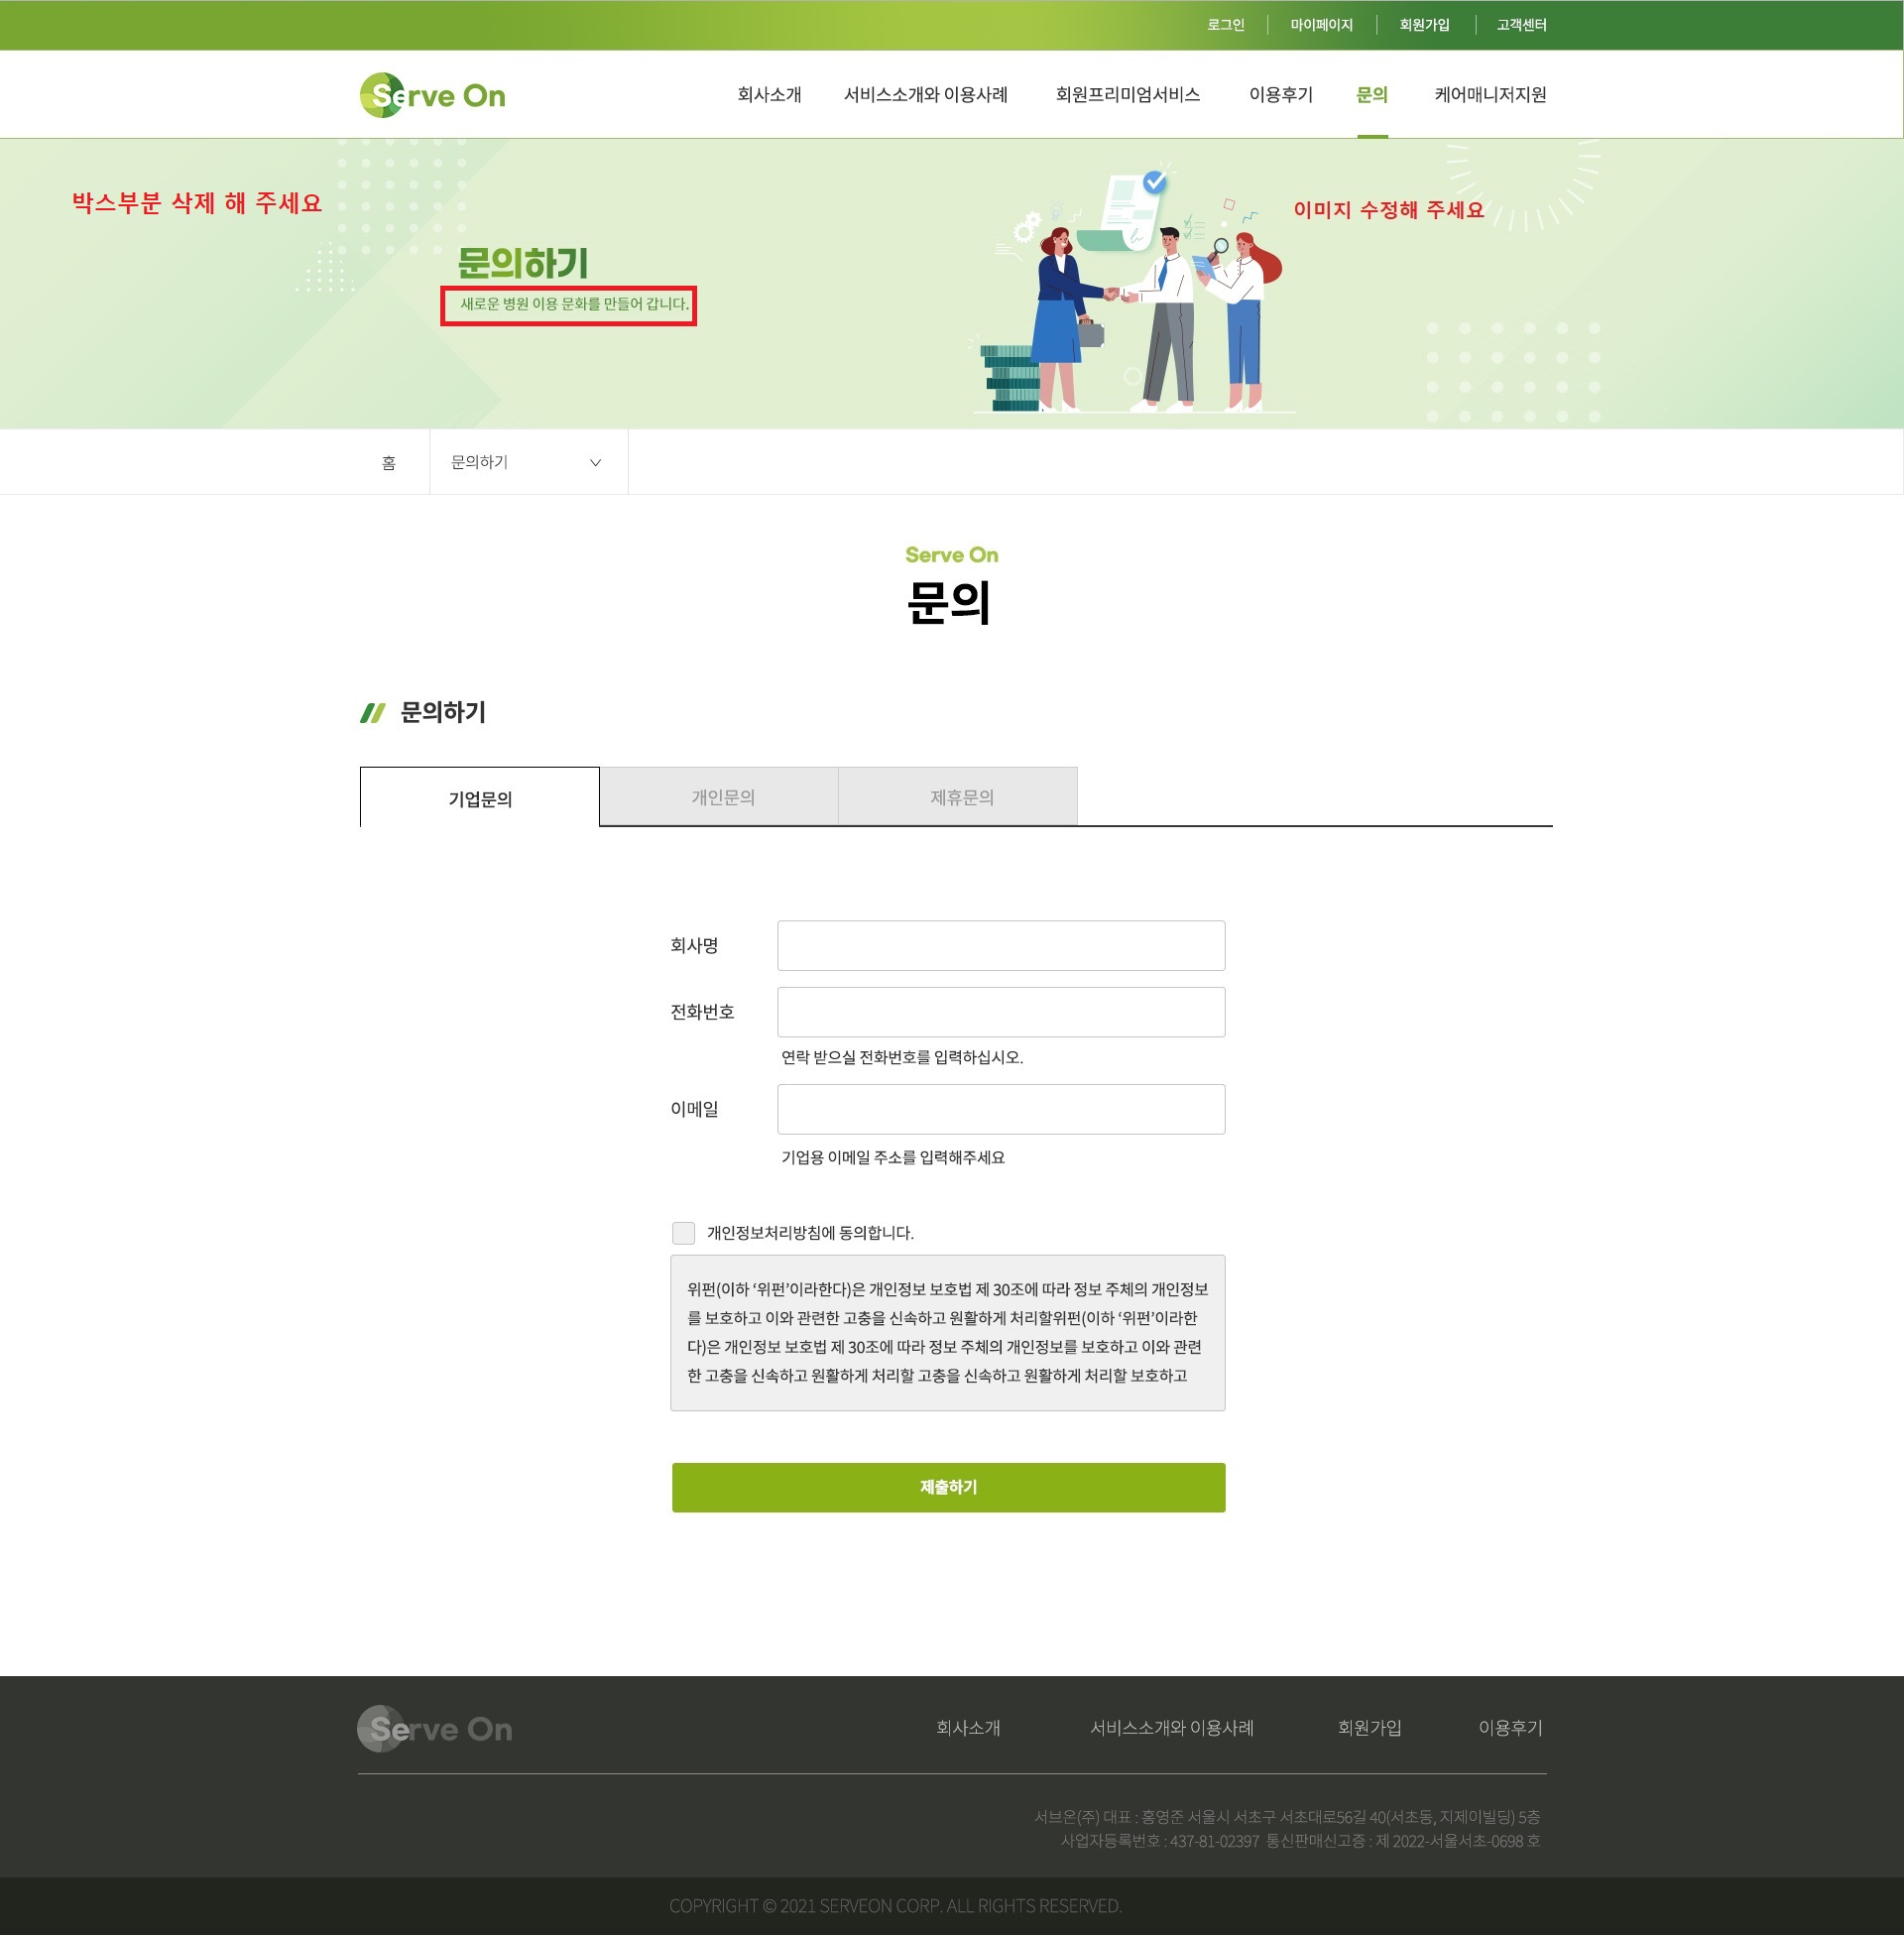 로그인 마이페이지 회원가입 고객센터
Serve On 회사소개 서비스소개와 이용사례 회원프리미엄서비스 이용후기 문의 케어매니저지원
박스부분 삭제 해 주세요
이미지 수정해 주세요
문의하기
새로운 병원 이용 문화를 만들어 갑니다.
홈 문의하기
Serve On
문의
문의하기
기업문의 개인문의 제휴문의
회사명
전화번호
연락 받으실 전화번호를 입력하십시오.
이메일
기업용 이메일 주소를 입력해주세요
개인정보처리방침에 동의합니다.
위펀(이하 ‘위펀’이라한다)은 개인정보 보호법 제 30조에 따라 정보 주체의 개인정보
를 보호하고 이와 관련한 고충을 신속하고 원활하게 처리할위펀(이하 ‘위펀’이라한
다)은 개인정보 보호법 제 30조에 따라 정보 주체의 개인정보를 보호하고 이와 관련
한 고충을 신속하고 원활하게 처리할 고충을 신속하고 원활하게 처리할 보호하고
제출하기
Serve On 회사소개 서비스소개와 이용사례 회원가입 이용후기
서브온(주) 대표 : 홍영준 서울시 서초구 서초대로56길 40(서초동, 지제이빌딩) 5층
사업자등록번호 : 437-81-02397 통신판매신고증 : 제 2022-서울서초-0698 호
COPYRIGHT © 2021 SERVEON CORP. ALL RIGHTS RESERVED.